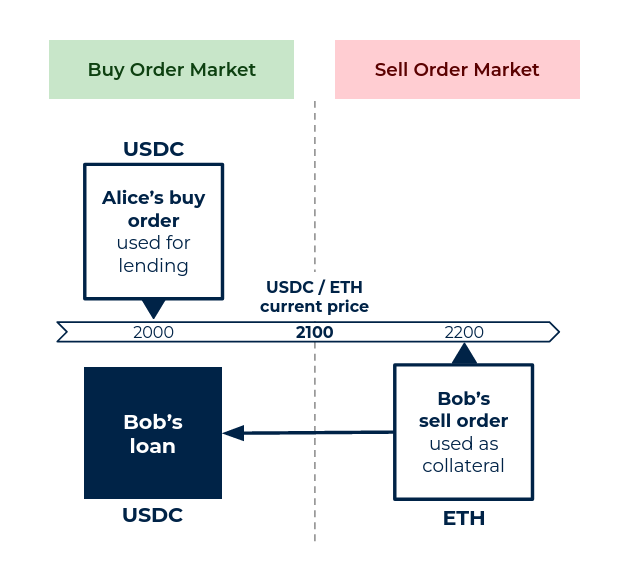 Buy Order Market
Sell Order Market
USDC
Alice’s buy
order
used for
lending
USDC / ETH
current price
2000
2100
2200
Bob’s
loan
USDC
Bob’s
sell order
used as
collateral
ETH